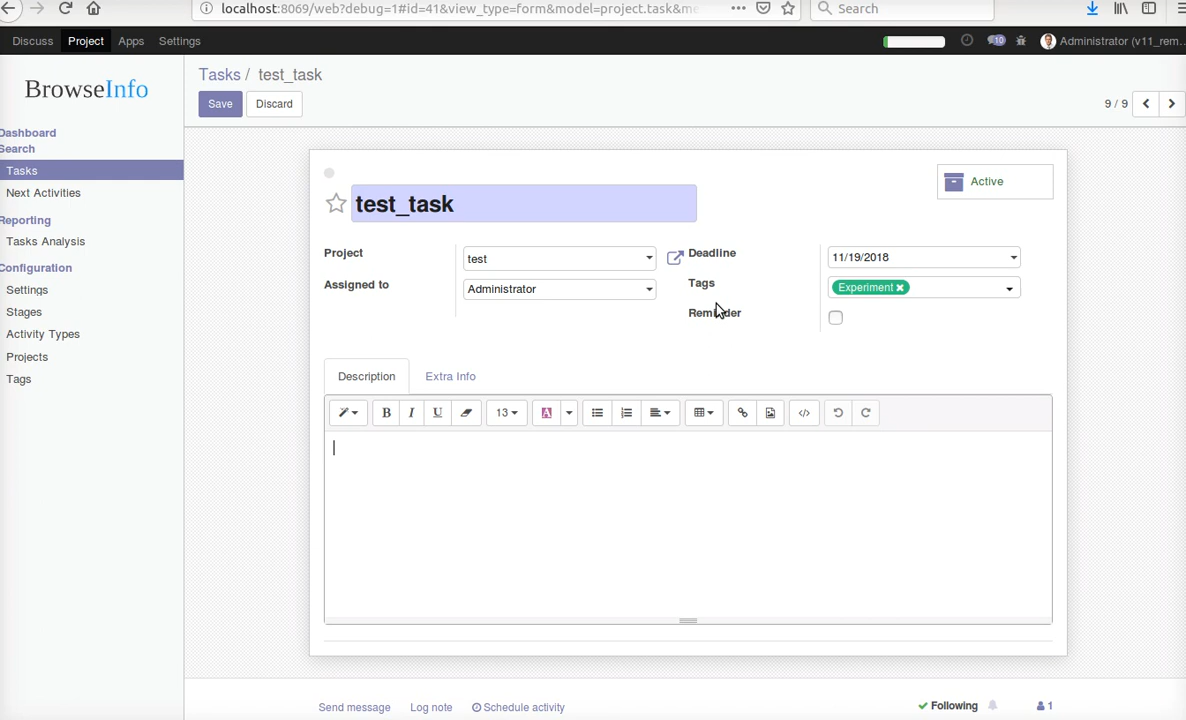 localhost:8069/web?debug=1#id=41&view_type=form&model=project.task&me
Search
Discuss Project Apps Settings
10 Administrator (v11_rem...
BrowseInfo
Tasks / test_task
Save Discard
9 / 9
Dashboard
Search
Tasks
Next Activities
Reporting
Tasks Analysis
Configuration
Settings
Stages
Activity Types
Projects
Tags
Active
test_task
Project test
Assigned to Administrator
Deadline 11/19/2018
Tags Experiment
Reminder
Description Extra Info
B I U 13 A
Send message Log note Schedule activity
Following 1